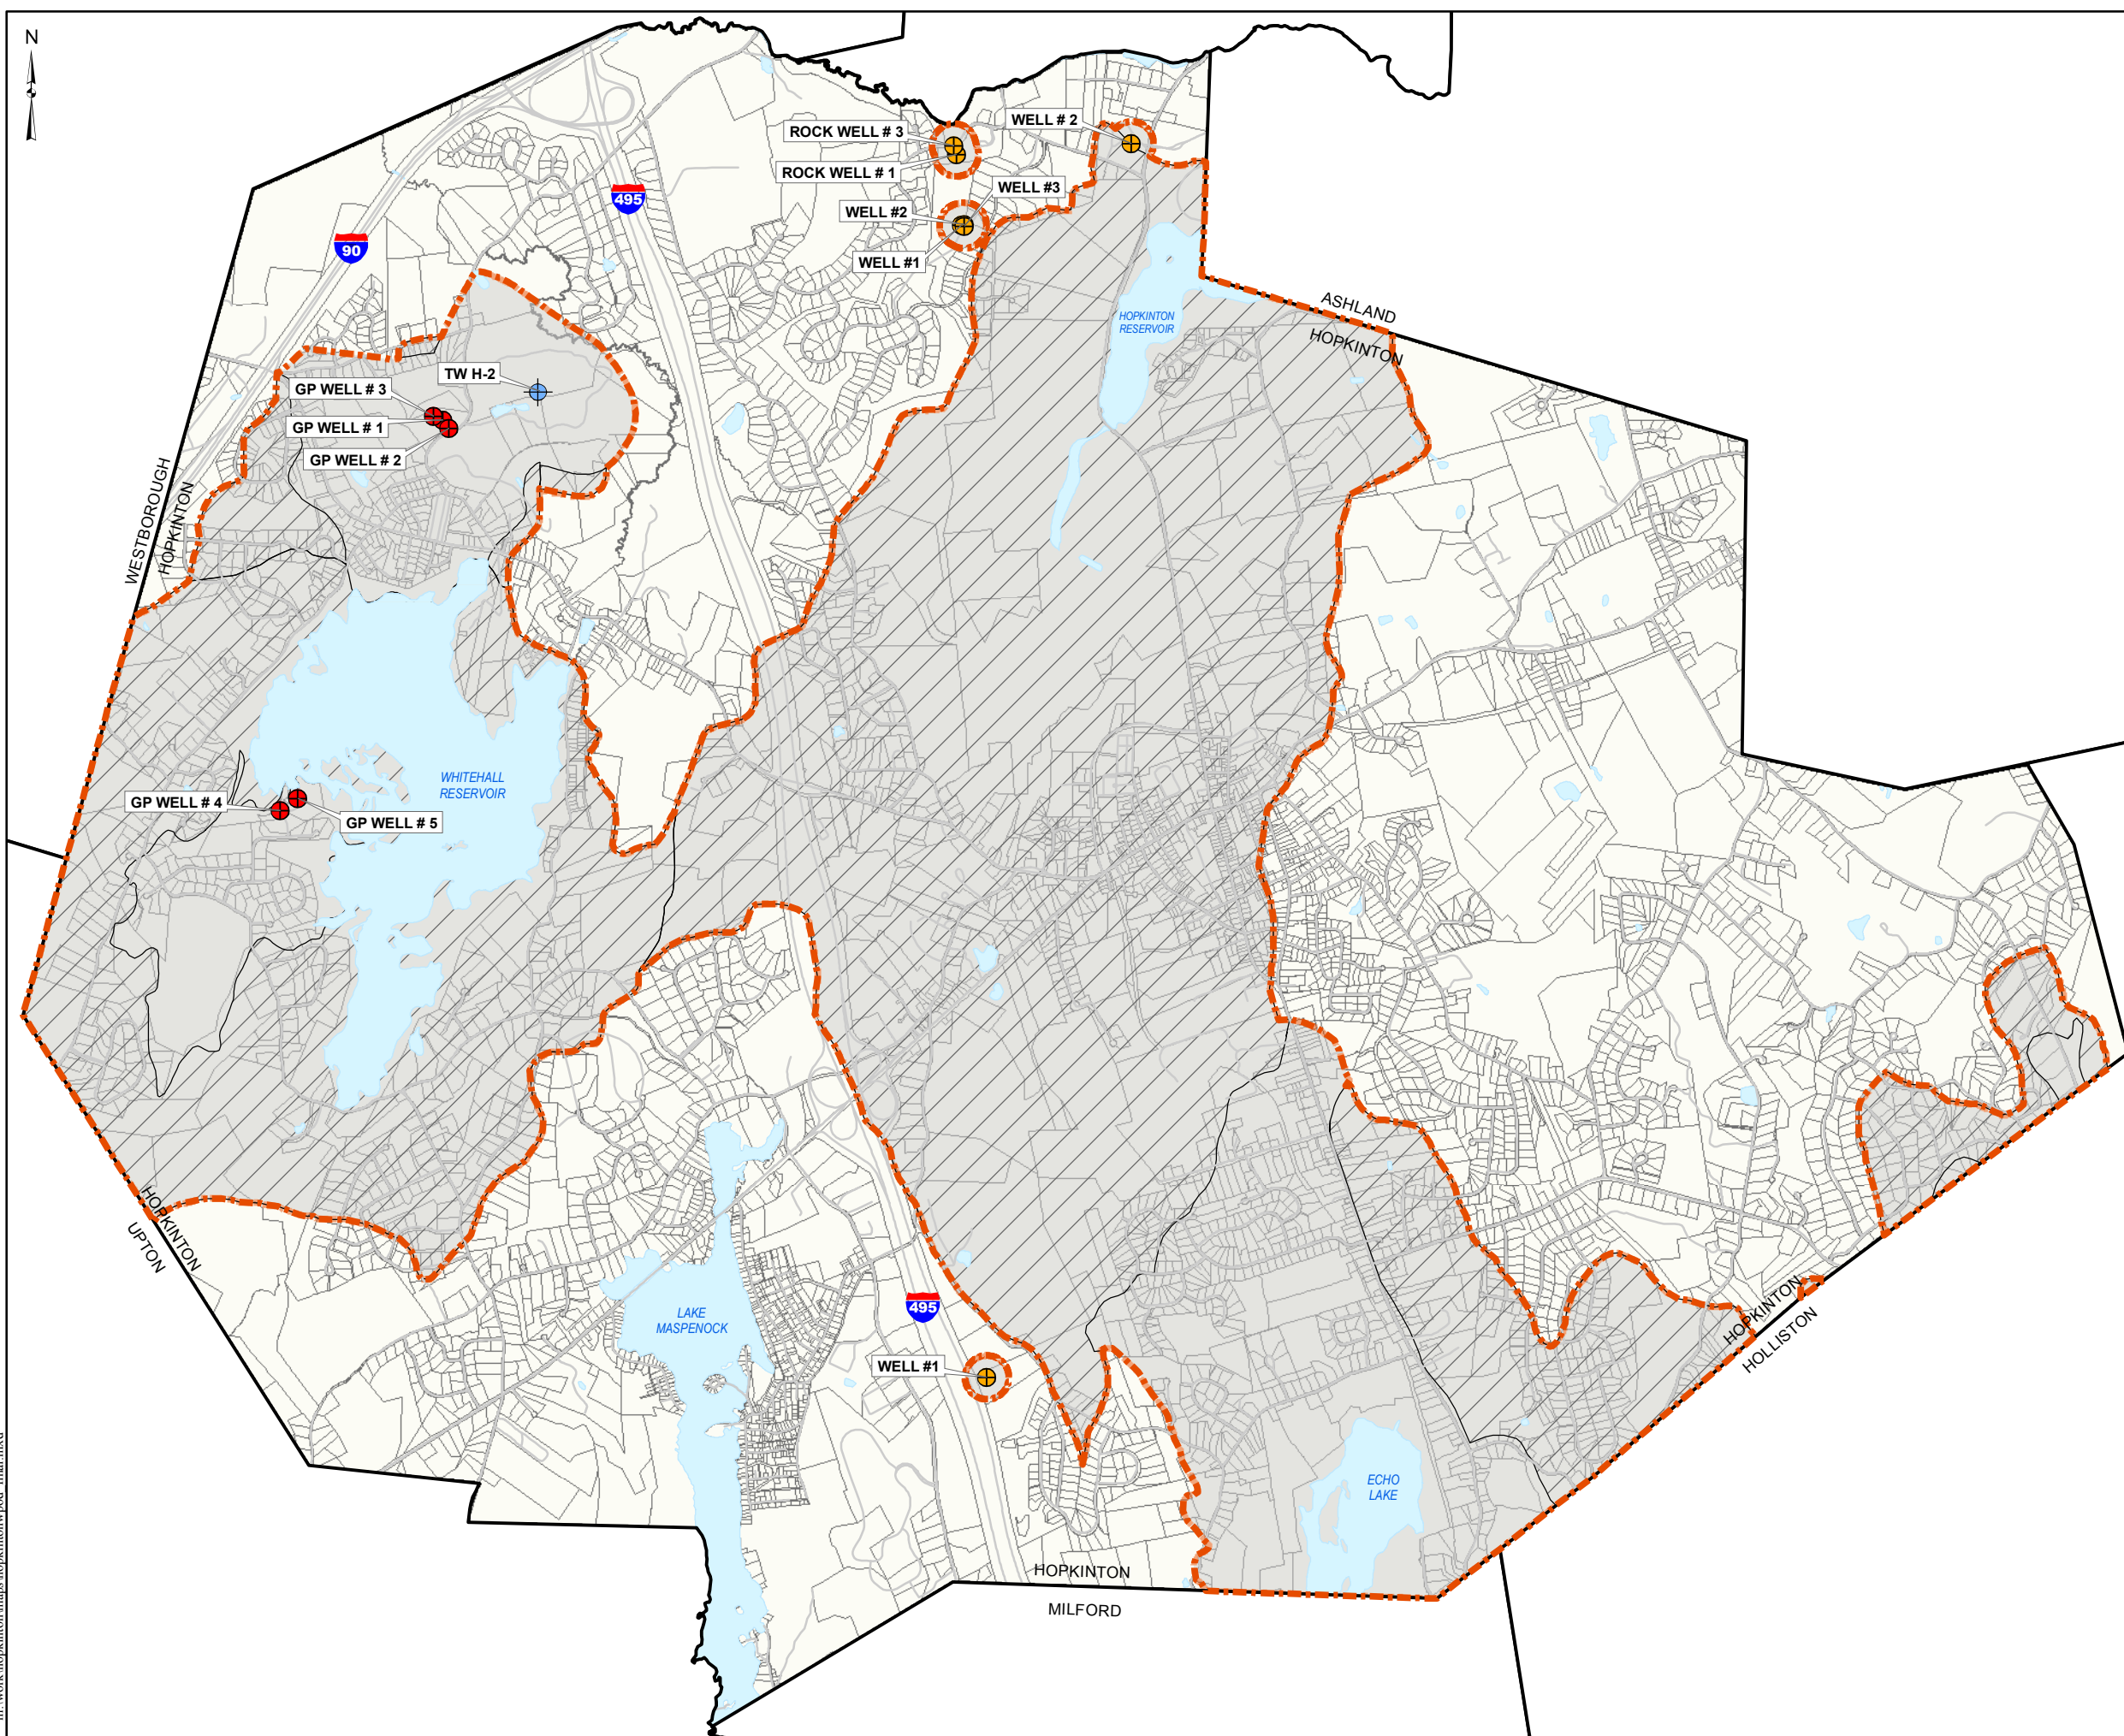 N
ROCK WELL # 3
WELL # 2
ROCK WELL # 1
WELL #3
495
WELL #2
90
WELL #1
ASHLAND
HOPKINTON
HOPKINTON
RESERVOIR
TW H-2
GP WELL # 3
GP WELL # 1
GP WELL # 2
WESTBOROUGH
HOPKINTON
WHITEHALL
RESERVOIR
GP WELL # 4
GP WELL # 5
HOPKINTON
UPTON
495
LAKE
MASPENOCK
HOPKINTON
HOLLISTON
WELL #1
ECHO
LAKE
HOPKINTON
MILFORD